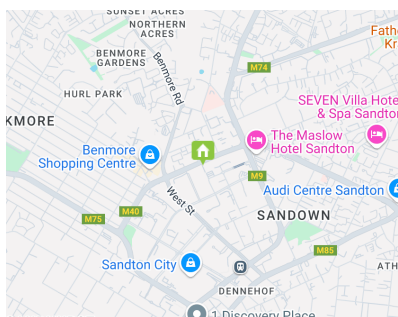 SUNSET ACRES
NORTHERN
ACRES
Fath
Kr
BENMORE
GARDENS
Benmore Rd
M74
HURL PARK
SEVEN Villa Hote
& Spa Sandton
KMORE
The Maslow
Hotel Sandton
Benmore
Shopping Centre
M9
Audi Centre Sandton
West St
M40
M75
SANDOWN
M85
Sandton City
ATH
DENNEHOF
1 Discovery Place